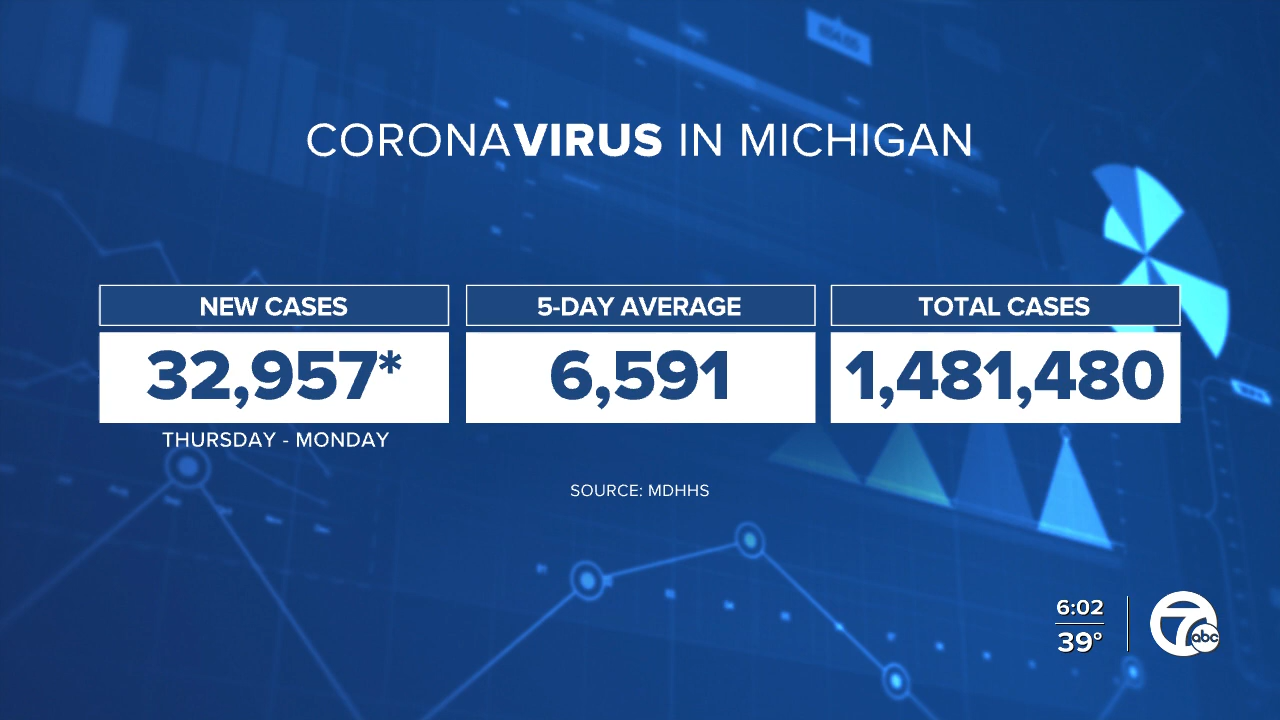 CORONAVIRUS IN MICHIGAN
NEW CASES
32,957*
THURSDAY - MONDAY
5-DAY AVERAGE
6,591
TOTAL CASES
1,481,480
SOURCE: MDHHS
6:02
39°
7
abc